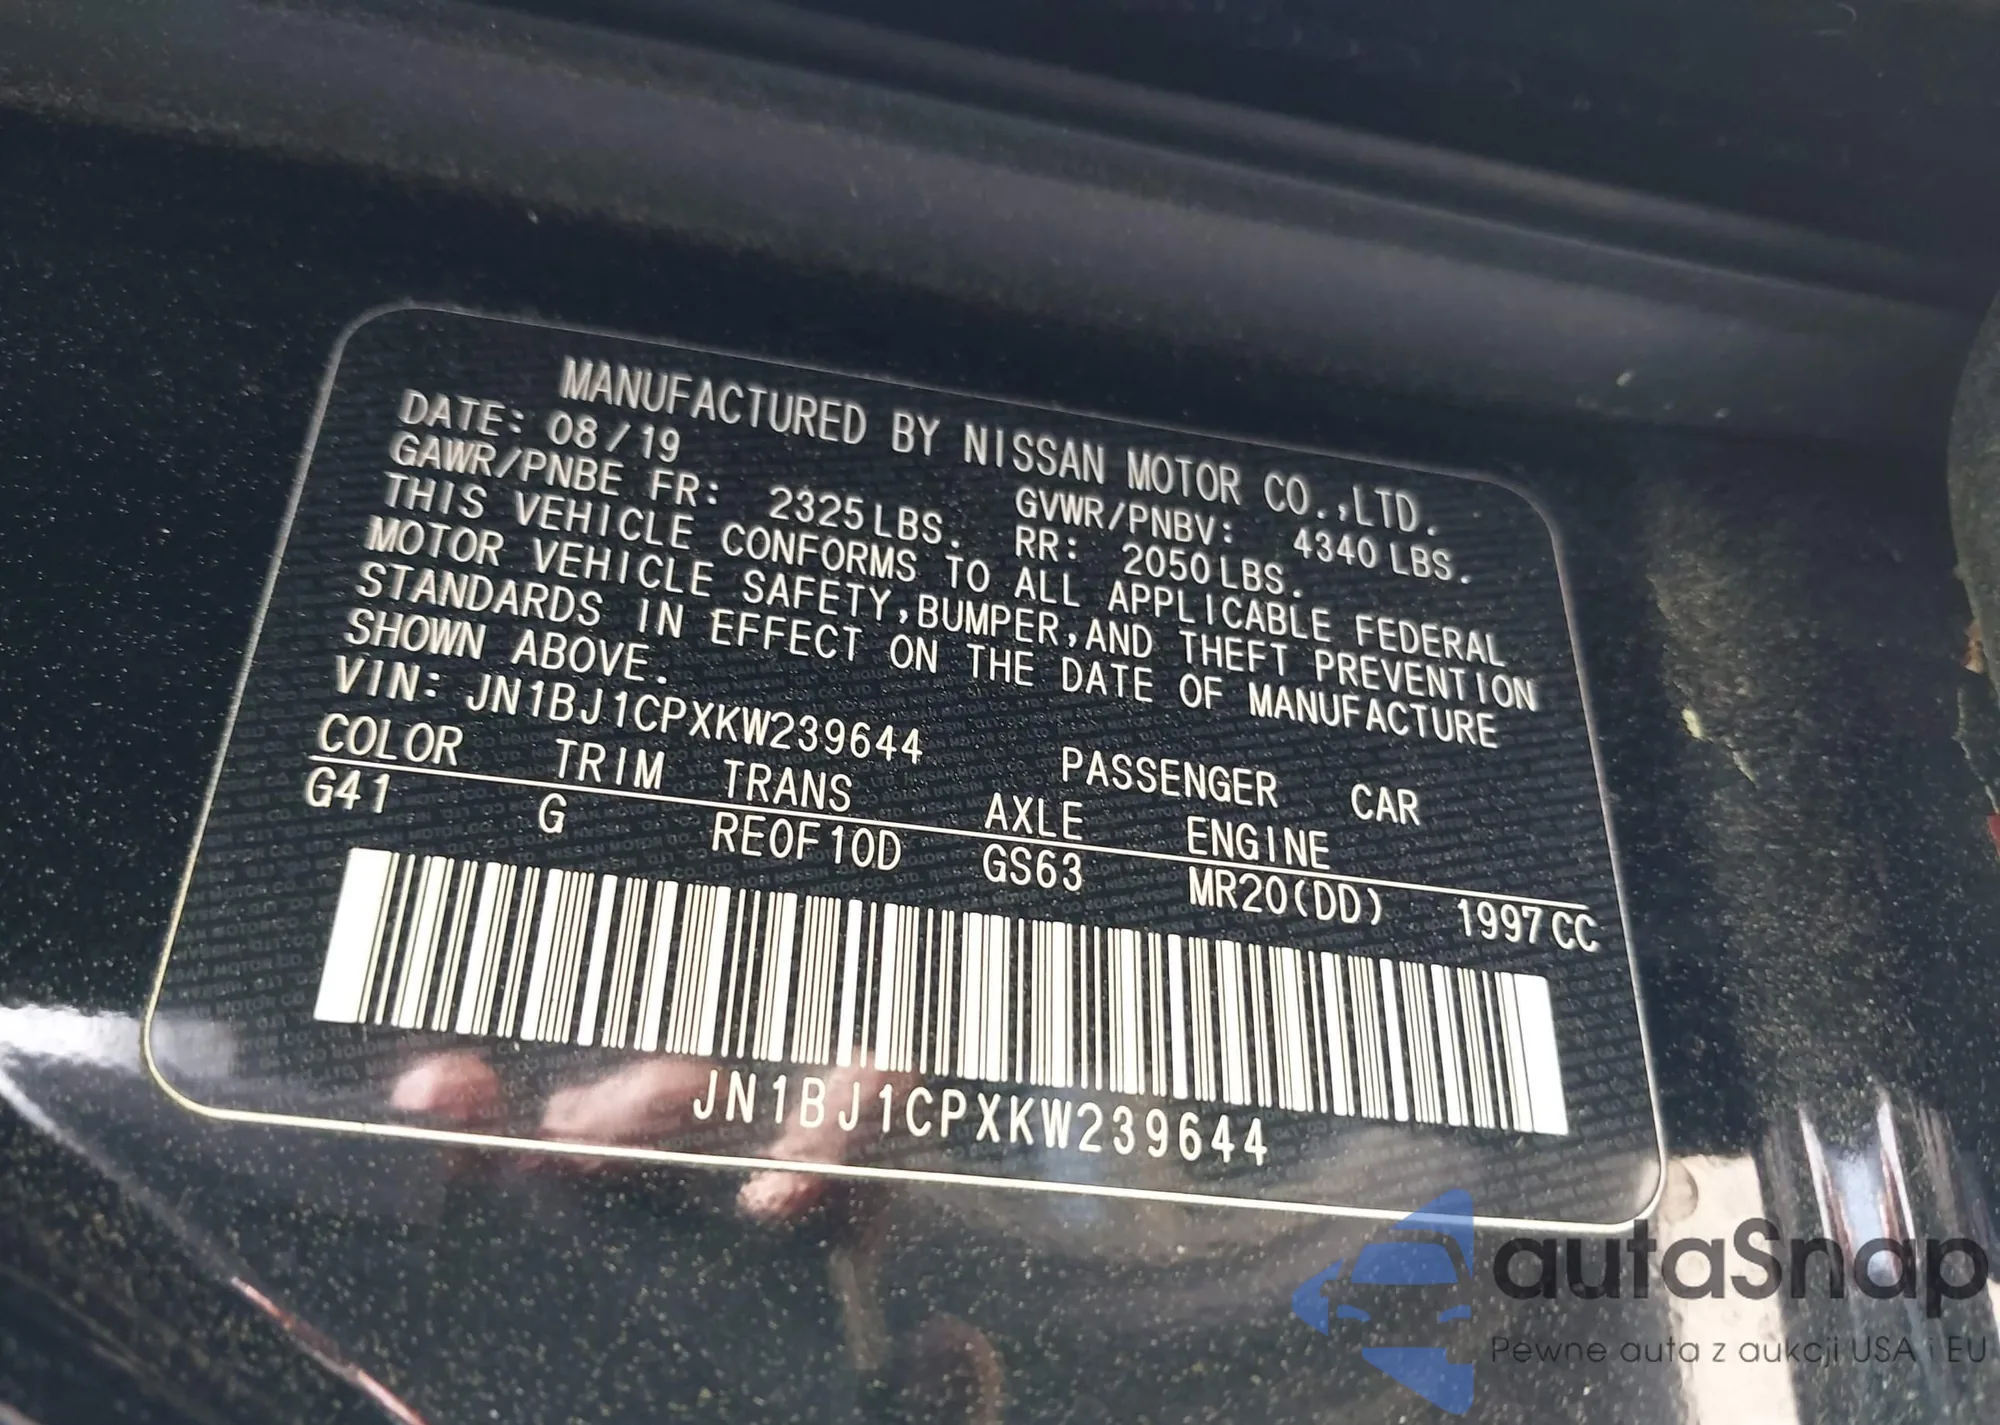 MANUFACTURED BY NISSAN MOTOR CO.,LTD.
DATE: 08/19 GVWR/PNBV: 4340 LBS.
GAWR/PNBE FR: 2325 LBS. RR: 2050 LBS.
THIS VEHICLE CONFORMS TO ALL APPLICABLE FEDERAL
MOTOR VEHICLE SAFETY,BUMPER,AND THEFT PREVENTION
STANDARDS IN EFFECT ON THE DATE OF MANUFACTURE
SHOWN ABOVE.
VIN: JN1BJ1CPXKW239644 PASSENGER CAR
COLOR TRIM TRANS AXLE ENGINE
G41 G RE0F10D GS63 MR20(DD) 1997CC
JN1BJ1CPXKW239644
autaSnap
Pewne auta z aukcji USA i EU